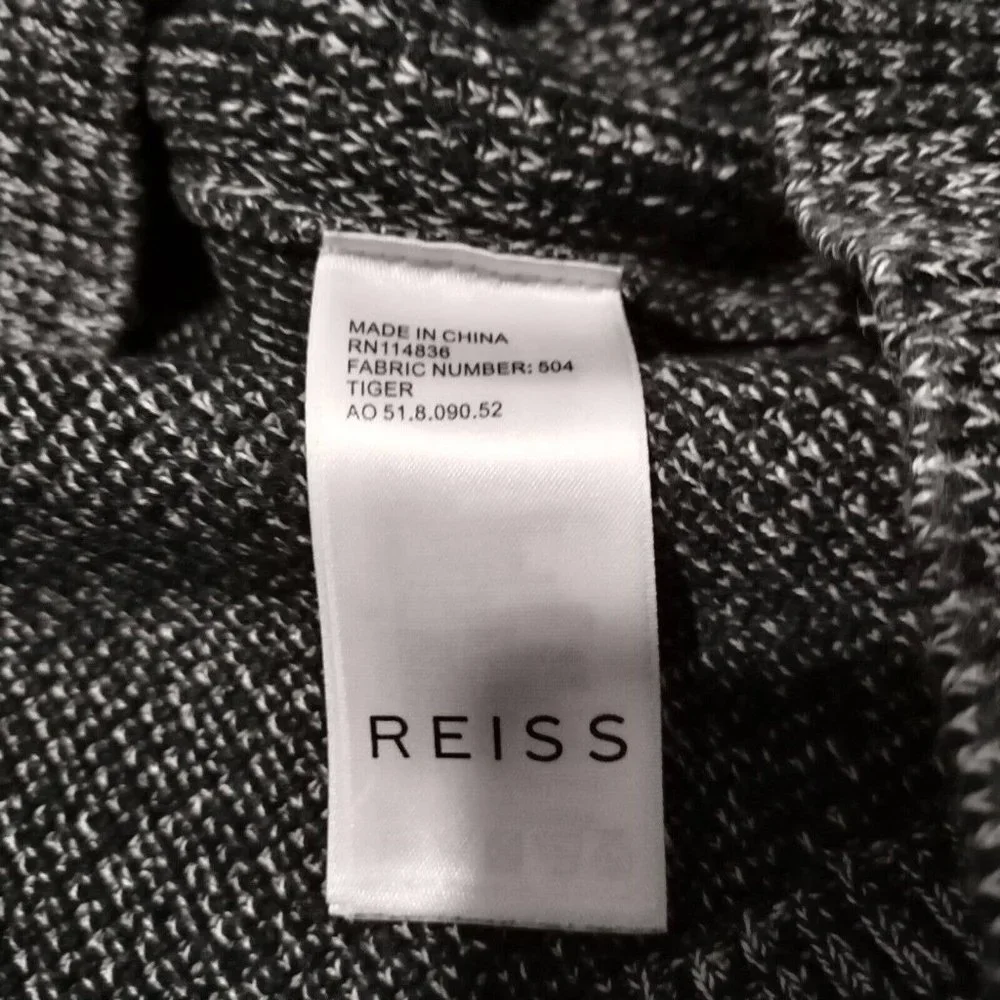 MADE IN CHINA
RN114836
FABRIC NUMBER: 504
TIGER
AO 51.8.090.52
REISS